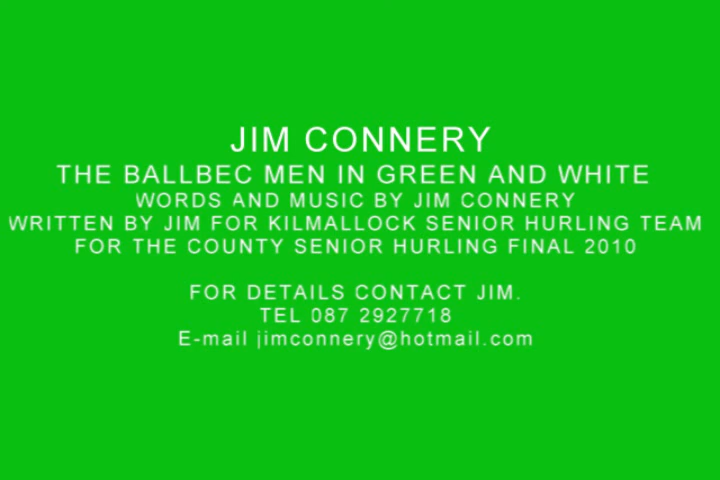 JIM CONNERY
THE BALLBEC MEN IN GREEN AND WHITE
WORDS AND MUSIC BY JIM CONNERY
WRITTEN BY JIM FOR KILMALLOCK SENIOR HURLING TEAM
FOR THE COUNTY SENIOR HURLING FINAL 2010
FOR DETAILS CONTACT JIM.
TEL 087 2927718
E-mail jimconnery@hotmail.com